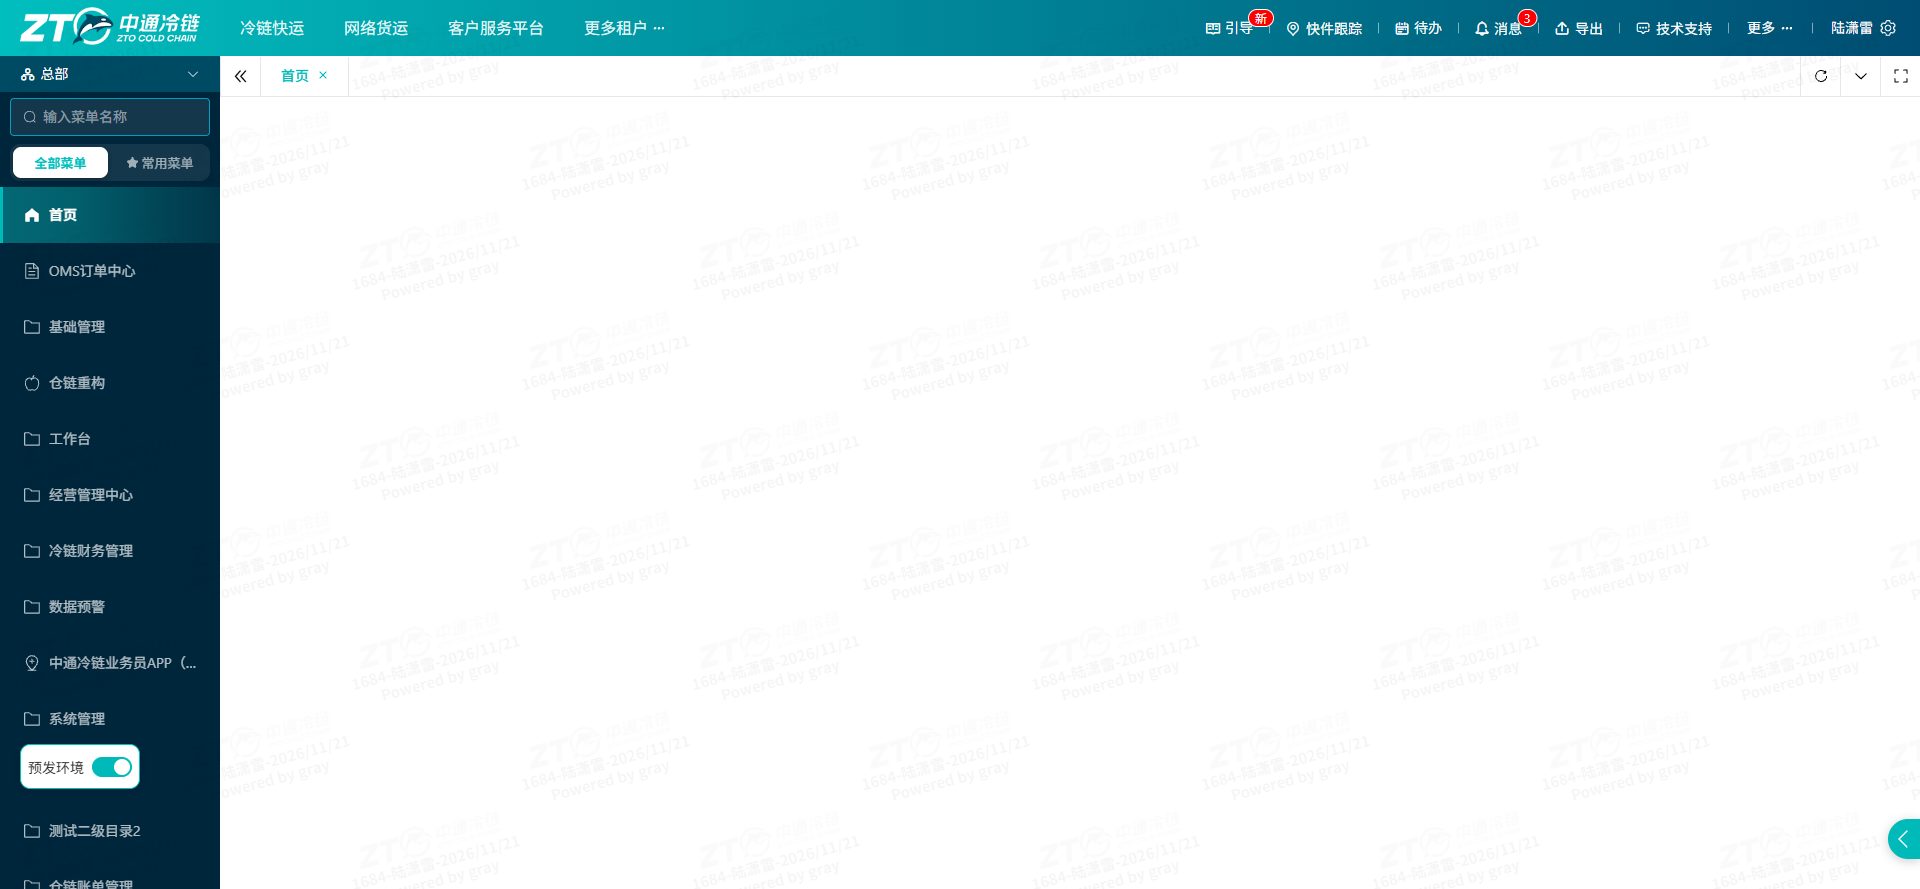 ZTO 中通冷链
ZTO COLD CHAIN
冷链快运
网络货运
客户服务平台
更多租户 ···
引导
新
快件跟踪
待办
消息
3
导出
技术支持
更多 ···
陆潇雷
总部
首页
输入菜单名称
全部菜单
常用菜单
首页
OMS订单中心
基础管理
仓链重构
工作台
经营管理中心
冷链财务管理
数据预警
中通冷链业务员APP（...
系统管理
预发环境
测试二级目录2
仓链账单管理
ZTO 中通冷链
1684-陆潇雷-2026/11/21
Powered by gray